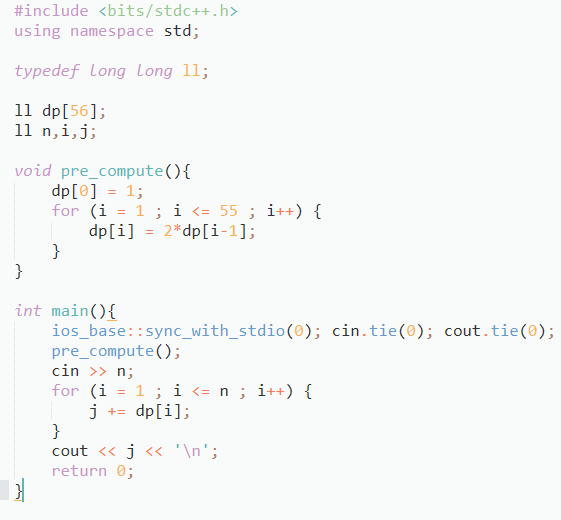 #include <bits/stdc++.h>
using namespace std;
typedef long long ll;
ll dp[56];
ll n,i,j;
void pre_compute(){
    dp[0] = 1;
    for (i = 1 ; i <= 55 ; i++) {
        dp[i] = 2*dp[i-1];
    }
}
int main(){
    ios_base::sync_with_stdio(0); cin.tie(0); cout.tie(0);
    pre_compute();
    cin >> n;
    for (i = 1 ; i <= n ; i++) {
        j += dp[i];
    }
    cout << j << '\n';
    return 0;
}